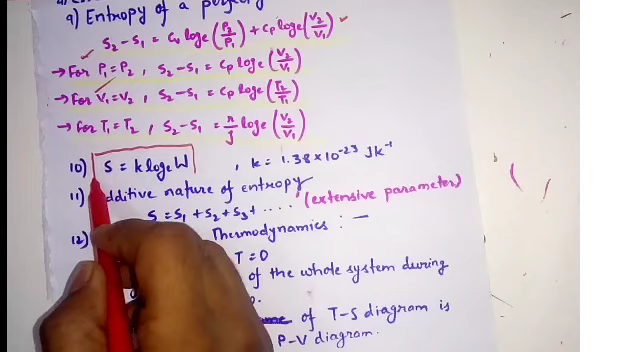 9) Entropy of a perfect
S₂-S₁ = Cv logₑ(P₂/P₁) + Cp logₑ(V₂/V₁)
→ For P₁=P₂, S₂-S₁ = Cp logₑ(V₂/V₁)
→ For V₁=V₂, S₂-S₁ = Cp logₑ(T₂/T₁)
→ For T₁=T₂, S₂-S₁ = r/J logₑ(V₂/V₁)
10) S = k logₑW , k = 1.38×10⁻²³ Jk⁻¹
11) Additive nature of entropy
S = S₁ + S₂ + S₃ + ..... (extensive parameter)
12) Thermodynamics : —
T = 0
of the whole system during
of T-S diagram is
P-V diagram.